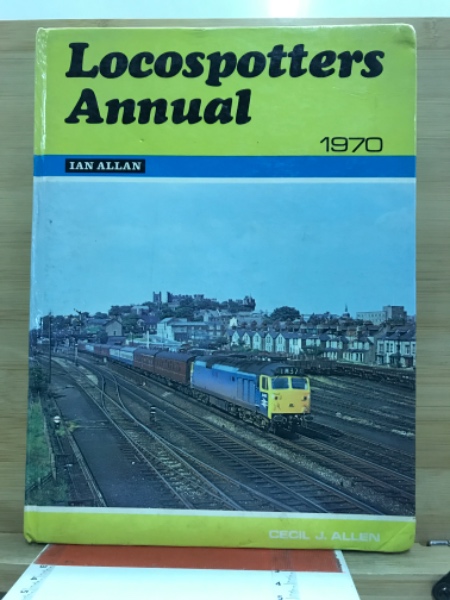 Locospotters
Annual
1970
IAN ALLAN
CECIL J. ALLEN